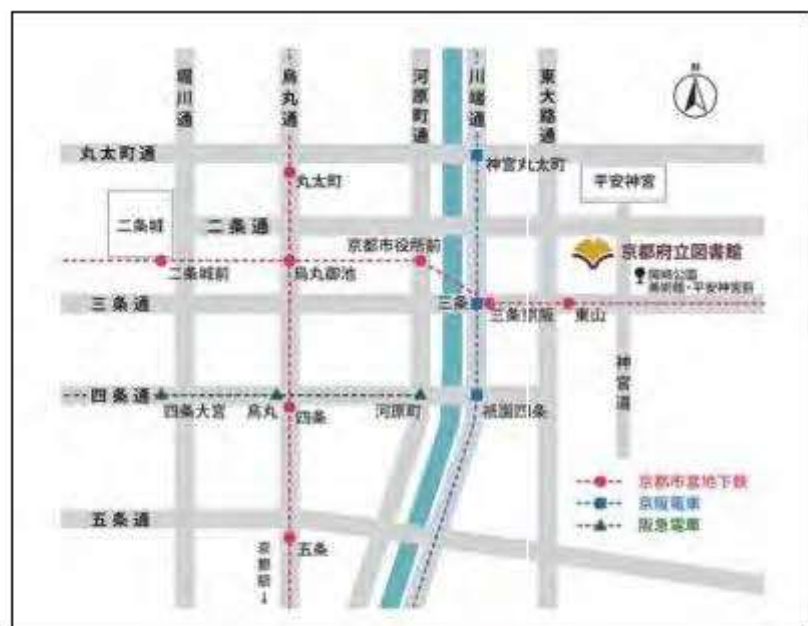 堀川通
烏丸通
河原町通
川端通
東大路通
丸太町通
丸太町
神宮丸太町
平安神宮
二条城
二条通
京都市役所前
京都府立図書館
岡崎公園
美術館・平安神宮前
二条城前
烏丸御池
三条通
三条
三条京阪
東山
神宮道
四条通
四条大宮
烏丸
四条
河原町
祇園四条
京都市営地下鉄
京阪電車
阪急電車
五条通
五条
京都駅↓